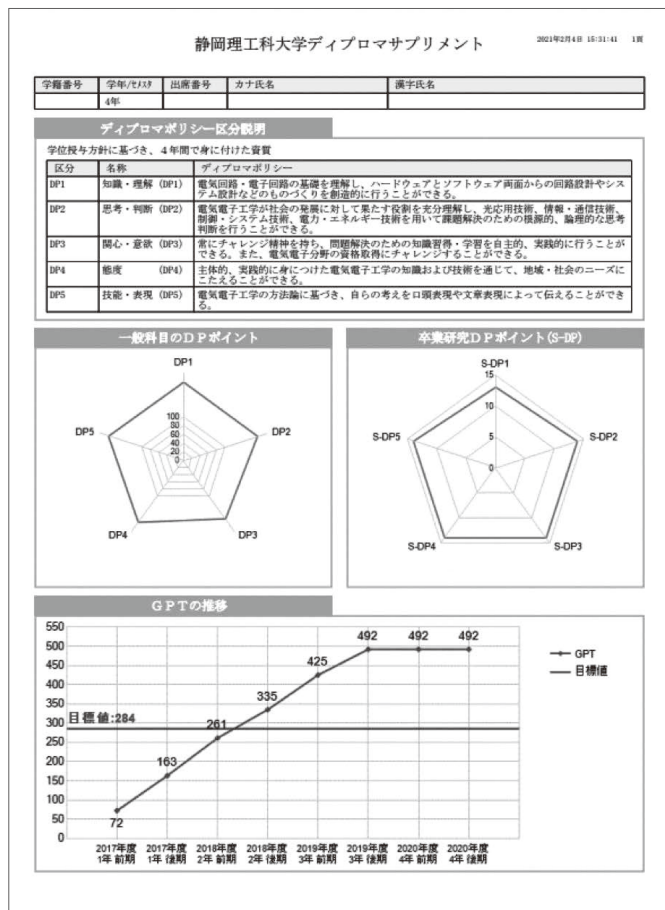 静岡理工科大学ディプロマサプリメント
2021年2月4日 15:31:41 1頁
学籍番号 学年/セメスタ 出席番号 カナ氏名 漢字氏名
4年
ディプロマポリシー区分説明
学位授与方針に基づき、4年間で身に付けた資質
区分 名称 ディプロマポリシー
DP1 知識・理解 (DP1) 電気回路・電子回路の基礎を理解し、ハードウェアとソフトウェア両面からの回路設計やシス
テム設計などのものづくりを創造的に行うことができる。
DP2 思考・判断 (DP2) 電気電子工学が社会の発展に対して果たす役割を充分理解し、光応用技術、情報・通信技術、
制御・システム技術、電力・エネルギー技術を用いて課題解決のための根源的、論理的な思考
判断を行うことができる。
DP3 関心・意欲 (DP3) 常にチャレンジ精神を持ち、問題解決のための知識習得・学習を自主的、実践的に行うことが
できる。また、電気電子分野の資格取得にチャレンジすることができる。
DP4 態度 (DP4) 主体的、実践的に身につけた電気電子工学の知識および技術を通じて、地域・社会のニーズに
こたえることができる。
DP5 技能・表現 (DP5) 電気電子工学の方法論に基づき、自らの考えを口頭表現や文章表現によって伝えることができ
る。
一般科目のDPポイント
DP1
DP5
DP2
100
80
60
40
20
0
DP4
DP3
卒業研究DPポイント(S-DP)
S-DP1
15
10
S-DP5
S-DP2
5
0
S-DP4
S-DP3
GPTの推移
550
500
450
400
350
300
250
200
150
100
50
0
目標値:284
72
163
261
335
425
492
492
492
GPT
目標値
2017年度 2017年度 2018年度 2018年度 2019年度 2019年度 2020年度 2020年度
1年 前期 1年 後期 2年 前期 2年 後期 3年 前期 3年 後期 4年 前期 4年 後期